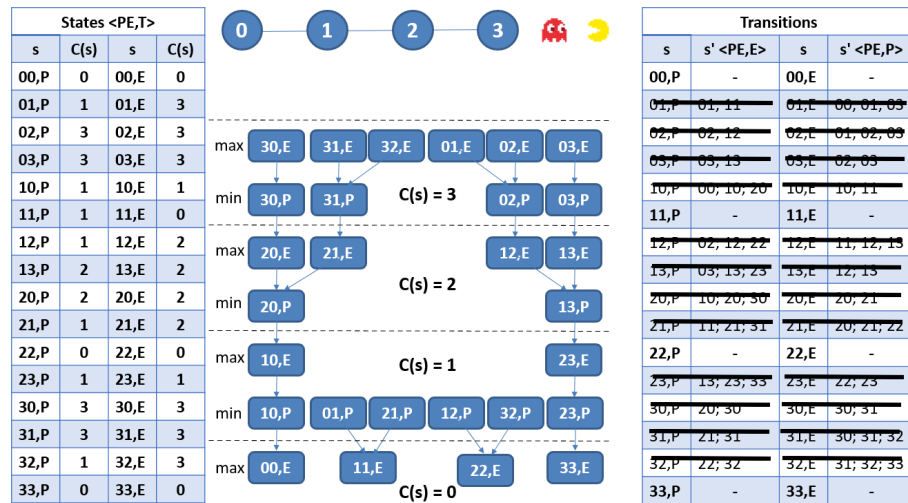 States <PE,T>
s C(s) s C(s)
00,P 0 00,E 0
01,P 1 01,E 3
02,P 3 02,E 3
03,P 3 03,E 3
10,P 1 10,E 1
11,P 1 11,E 0
12,P 1 12,E 2
13,P 2 13,E 2
20,P 2 20,E 2
21,P 1 21,E 2
22,P 0 22,E 0
23,P 1 23,E 1
30,P 3 30,E 3
31,P 3 31,E 3
32,P 1 32,E 3
33,P 0 33,E 0
0 1 2 3
max 30,E 31,E 32,E 01,E 02,E 03,E
min 30,P 31,P C(s) = 3 02,P 03,P
max 20,E 21,E 12,E 13,E
C(s) = 2
min 20,P 13,P
max 10,E C(s) = 1 23,E
min 10,P 01,P 21,P 12,P 32,P 23,P
max 00,E 11,E 22,E 33,E
C(s) = 0
Transitions
s s' <PE,E> s s' <PE,P>
00,P - 00,E -
01,P 01; 11 01,E 00; 01; 03
02,P 02; 12 02,E 01; 02; 03
03,P 03; 13 03,E 02; 03
10,P 00; 10; 20 10,E 10; 11
11,P - 11,E -
12,P 02; 12; 22 12,E 11; 12; 13
13,P 03; 13; 23 13,E 12; 13
20,P 10; 20; 30 20,E 20; 21
21,P 11; 21; 31 21,E 20; 21; 22
22,P - 22,E -
23,P 13; 23; 33 23,E 22; 23
30,P 20; 30 30,E 30; 31
31,P 21; 31 31,E 30; 31; 32
32,P 22; 32 32,E 31; 32; 33
33,P - 33,E -